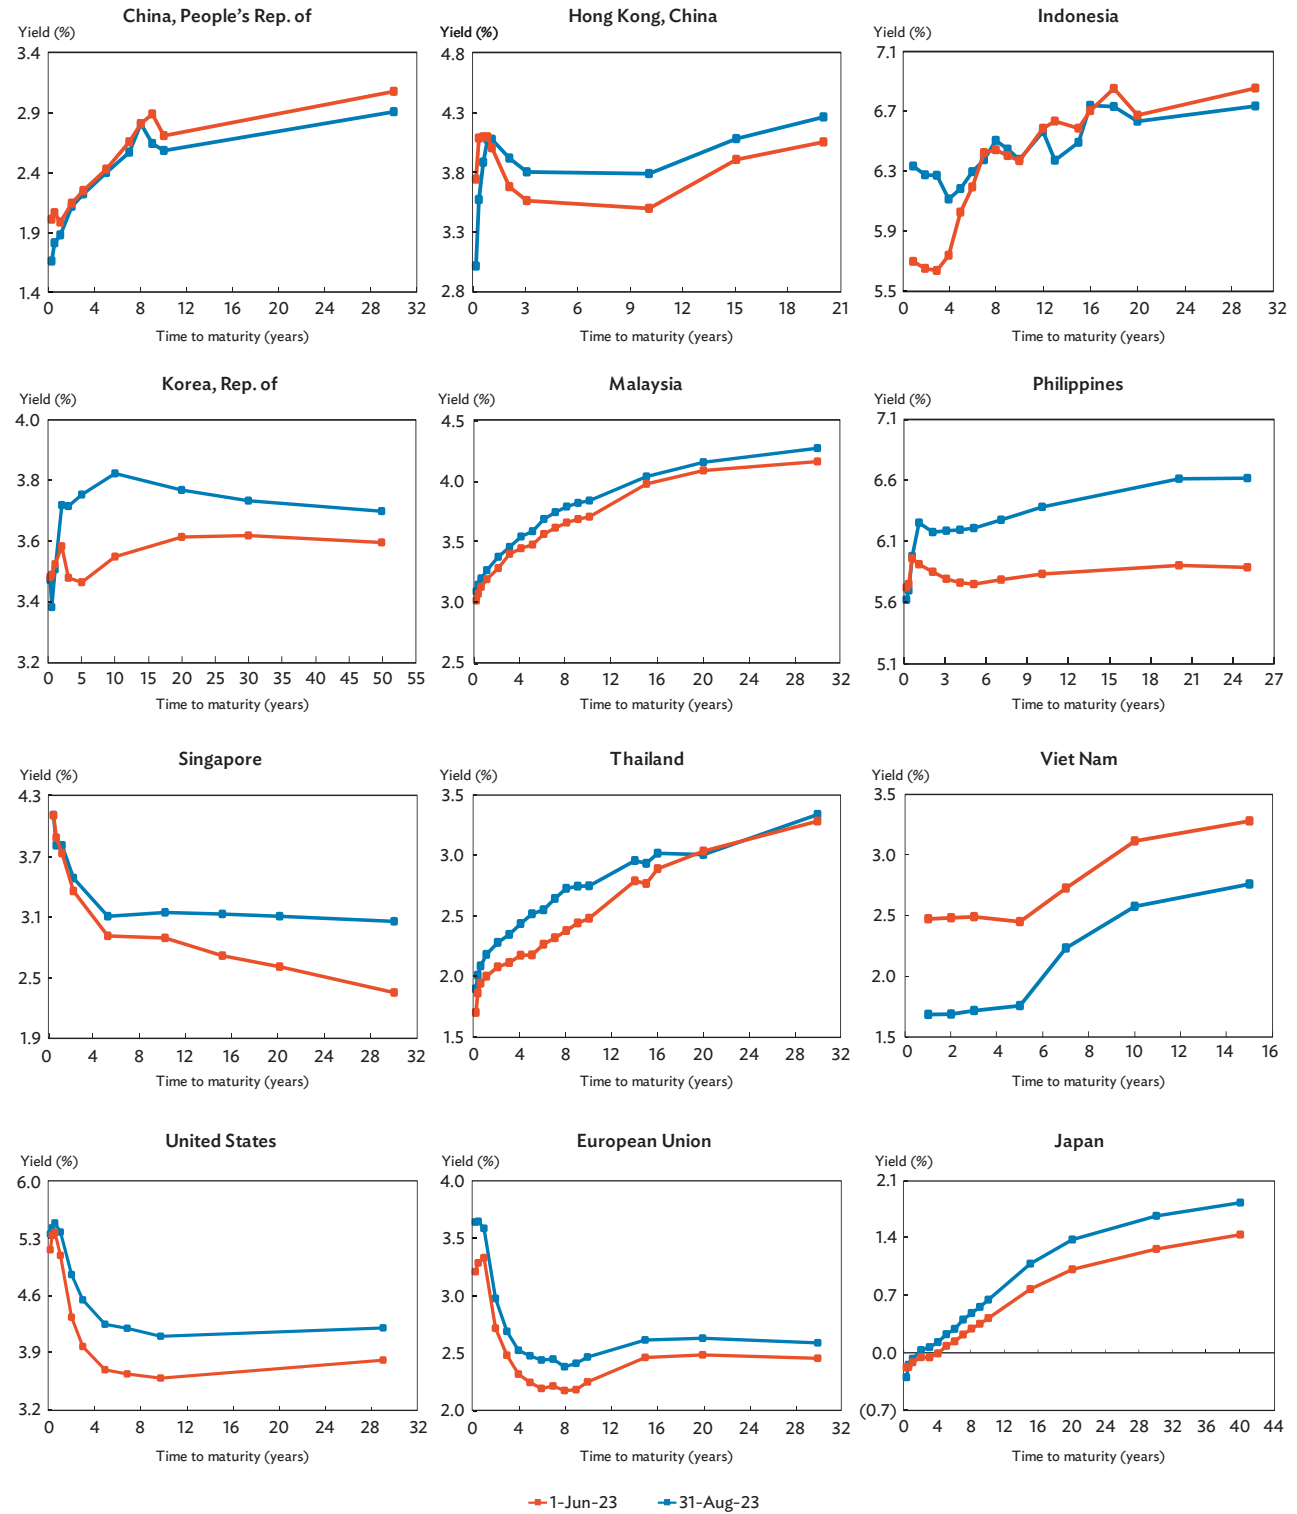 China, People's Rep. of
Yield (%)
3.4
2.9
2.4
1.9
1.4
0 4 8 12 16 20 24 28 32
Time to maturity (years)
Hong Kong, China
Yield (%)
4.8
4.3
3.8
3.3
2.8
0 3 6 9 12 15 18 21
Time to maturity (years)
Indonesia
Yield (%)
7.1
6.7
6.3
5.9
5.5
0 4 8 12 16 20 24 28 32
Time to maturity (years)
Korea, Rep. of
Yield (%)
4.0
3.8
3.6
3.4
3.2
0 5 10 15 20 25 30 35 40 45 50 55
Time to maturity (years)
Malaysia
Yield (%)
4.5
4.0
3.5
3.0
2.5
0 4 8 12 16 20 24 28 32
Time to maturity (years)
Philippines
Yield (%)
7.1
6.6
6.1
5.6
5.1
0 3 6 9 12 15 18 21 24 27
Time to maturity (years)
Singapore
Yield (%)
4.3
3.7
3.1
2.5
1.9
0 4 8 12 16 20 24 28 32
Time to maturity (years)
Thailand
Yield (%)
3.5
3.0
2.5
2.0
1.5
0 4 8 12 16 20 24 28 32
Time to maturity (years)
Viet Nam
Yield (%)
3.5
3.0
2.5
2.0
1.5
0 2 4 6 8 10 12 14 16
Time to maturity (years)
United States
Yield (%)
6.0
5.3
4.6
3.9
3.2
0 4 8 12 16 20 24 28 32
Time to maturity (years)
European Union
Yield (%)
4.0
3.5
3.0
2.5
2.0
0 4 8 12 16 20 24 28 32
Time to maturity (years)
Japan
Yield (%)
2.1
1.4
0.7
0.0
(0.7)
0 4 8 12 16 20 24 28 32 36 40 44
Time to maturity (years)
1-Jun-23 31-Aug-23